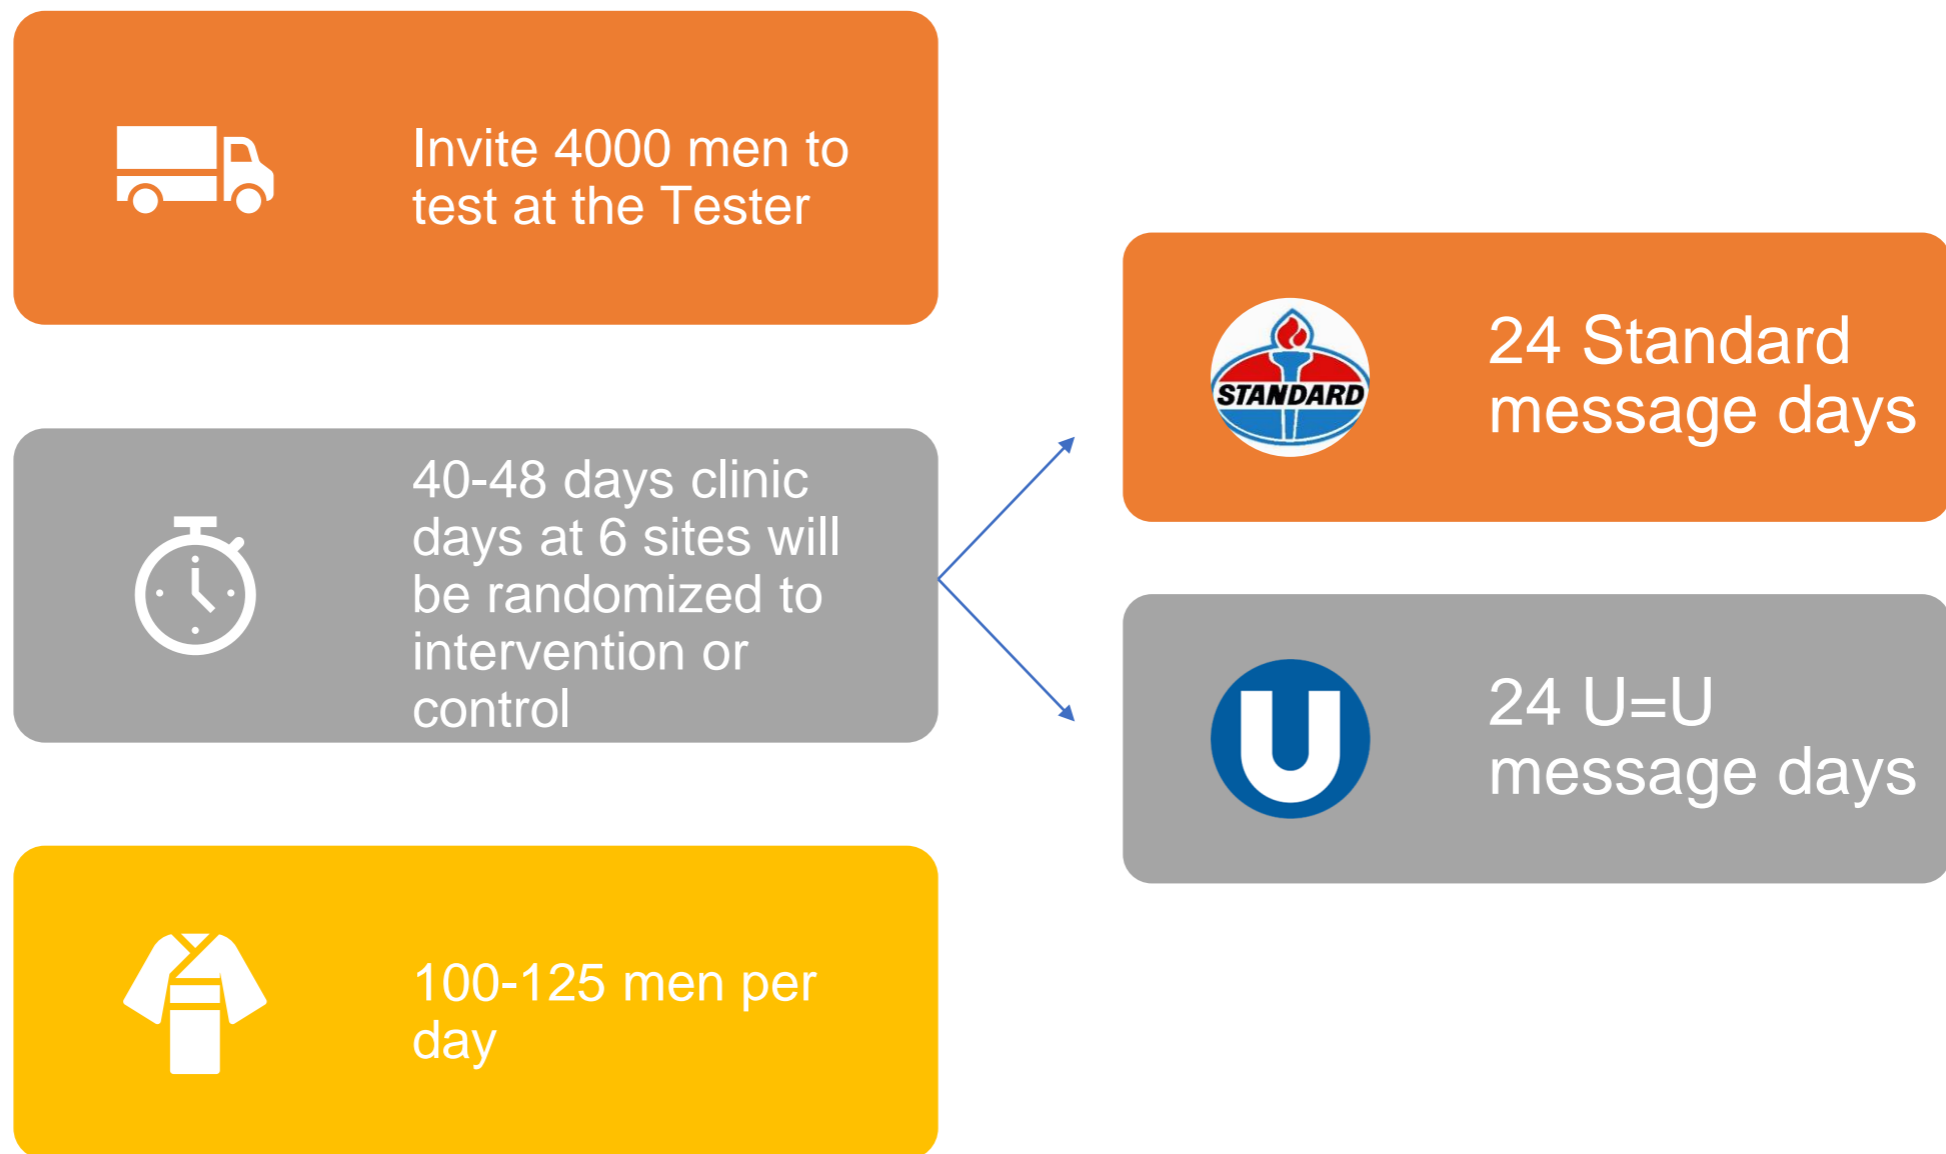 Invite 4000 men to
test at the Tester
40-48 days clinic
days at 6 sites will
be randomized to
intervention or
control
100-125 men per
day
STANDARD
24 Standard
message days
U
24 U=U
message days